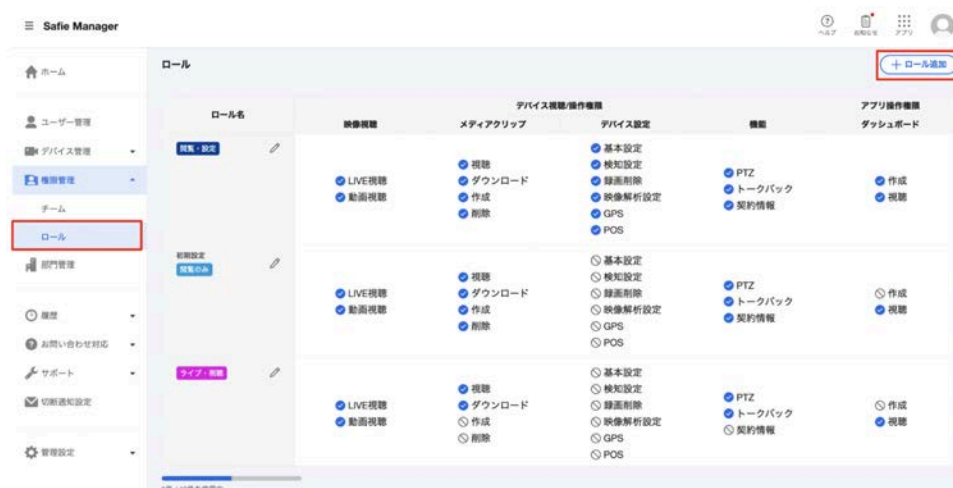 Safie Manager
ヘルプ
お知らせ
アプリ
ホーム
ユーザー管理
デバイス管理
権限管理
チーム
ロール
部門管理
履歴
お問い合わせ対応
サポート
切断通知設定
管理設定
ロール
ロール追加
ロール名
デバイス視聴/操作権限
アプリ操作権限
映像視聴
メディアクリップ
デバイス設定
機能
ダッシュボード
閲覧・設定
LIVE視聴
動画視聴
視聴
ダウンロード
作成
削除
基本設定
検知設定
録画削除
映像解析設定
GPS
POS
PTZ
トークバック
契約情報
作成
視聴
初期設定
閲覧のみ
LIVE視聴
動画視聴
視聴
ダウンロード
作成
削除
基本設定
検知設定
録画削除
映像解析設定
GPS
POS
PTZ
トークバック
契約情報
作成
視聴
ライブ・視聴
LIVE視聴
動画視聴
視聴
ダウンロード
作成
削除
基本設定
検知設定
録画削除
映像解析設定
GPS
POS
PTZ
トークバック
契約情報
作成
視聴